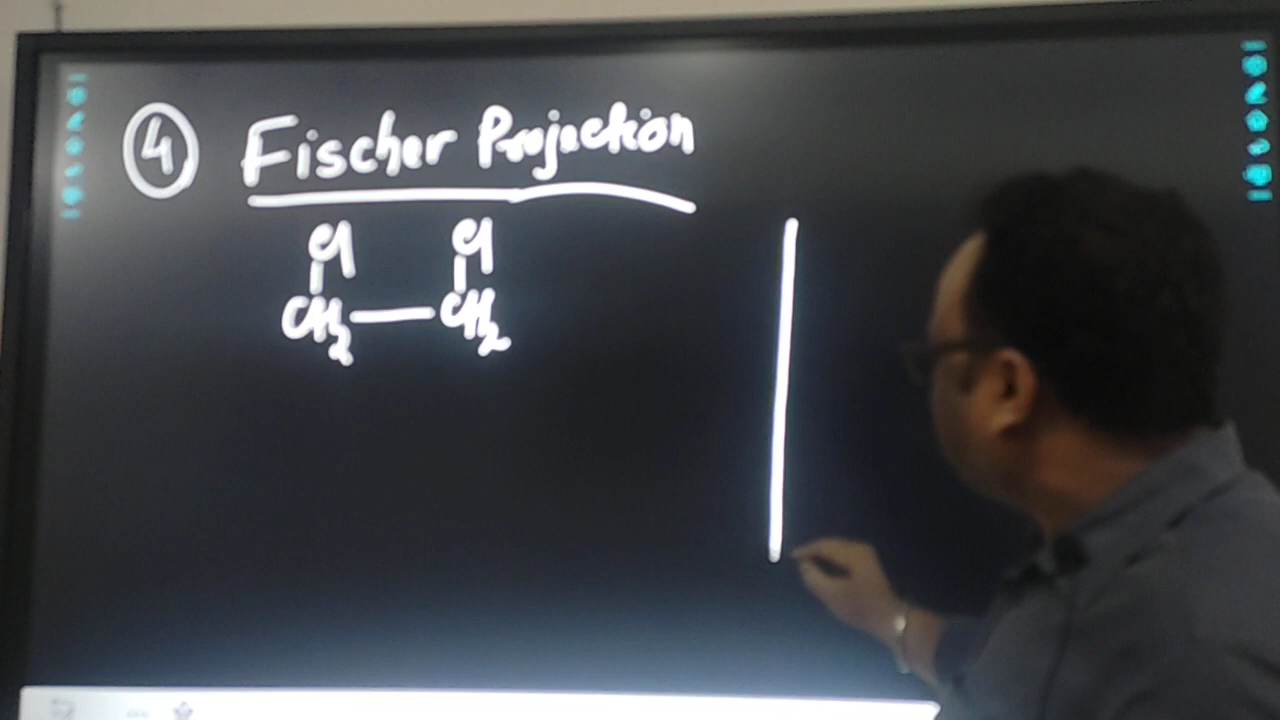 ④ Fischer Projection
Cl Cl
CH₂—CH₂